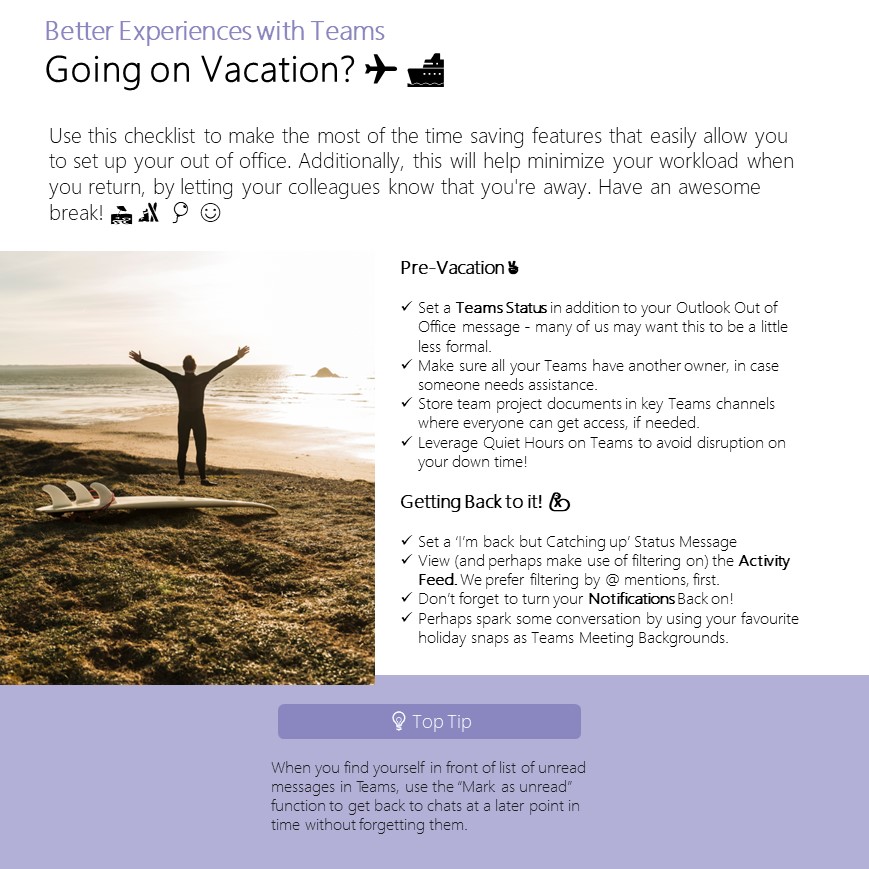 Better Experiences with Teams
Going on Vacation?
Use this checklist to make the most of the time saving features that easily allow you
to set up your out of office. Additionally, this will help minimize your workload when
you return, by letting your colleagues know that you're away. Have an awesome
break!
Pre-Vacation
✓ Set a Teams Status in addition to your Outlook Out of
Office message - many of us may want this to be a little
less formal.
✓ Make sure all your Teams have another owner, in case
someone needs assistance.
✓ Store team project documents in key Teams channels
where everyone can get access, if needed.
✓ Leverage Quiet Hours on Teams to avoid disruption on
your down time!
Getting Back to it!
✓ Set a ‘I’m back but Catching up’ Status Message
✓ View (and perhaps make use of filtering on) the Activity
Feed. We prefer filtering by @ mentions, first.
✓ Don’t forget to turn your Notifications Back on!
✓ Perhaps spark some conversation by using your favourite
holiday snaps as Teams Meeting Backgrounds.
Top Tip
When you find yourself in front of list of unread
messages in Teams, use the “Mark as unread”
function to get back to chats at a later point in
time without forgetting them.